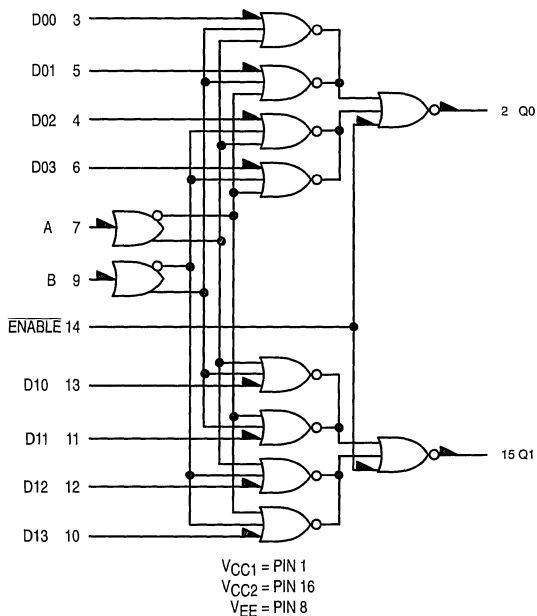 D00 3
D01 5
D02 4
2 Q0
D03 6
A 7
B 9
ENABLE 14
D10 13
D11 11
15 Q1
D12 12
D13 10
VCC1 = PIN 1
VCC2 = PIN 16
VEE = PIN 8